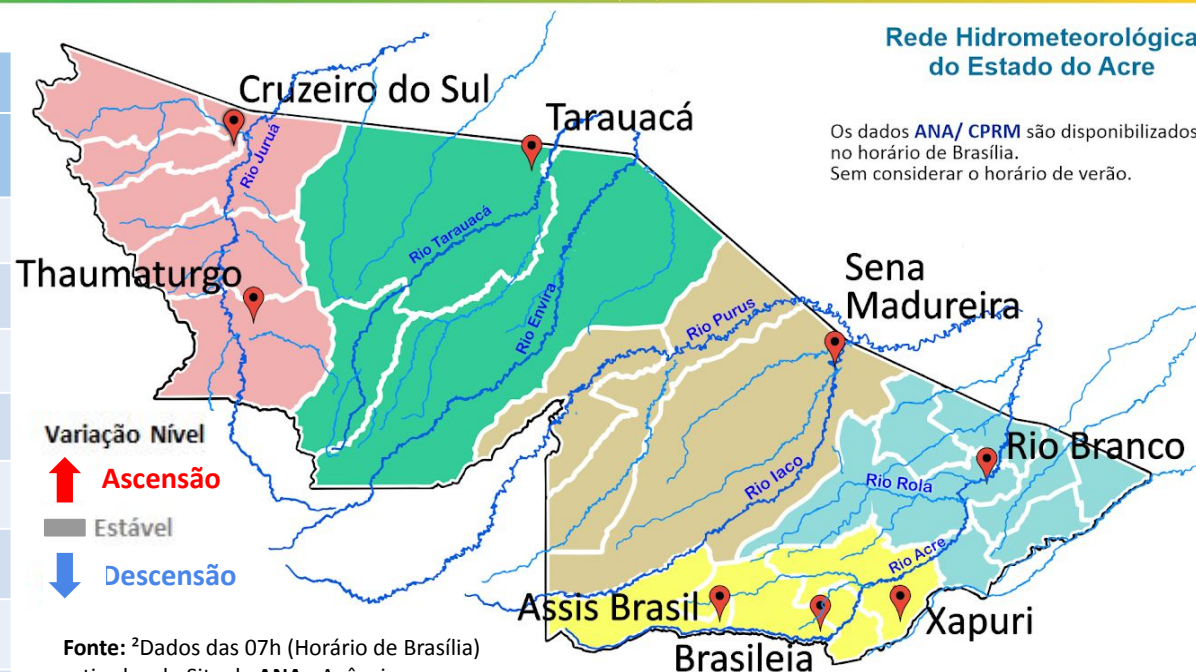 Rede Hidrometeorológica
do Estado do Acre
Os dados ANA/ CPRM são disponibilizados
no horário de Brasília.
Sem considerar o horário de verão.
Cruzeiro do Sul
Tarauacá
Rio Juruá
Rio Tarauacá
Thaumaturgo
Rio Envira
Sena
Madureira
Rio Purus
Variação Nível
Ascensão
Estável
Descensão
Rio Branco
Rio Iaco
Rio Rola
Rio Acre
Assis Brasil
Xapuri
Brasileia
Fonte: ²Dados das 07h (Horário de Brasília)